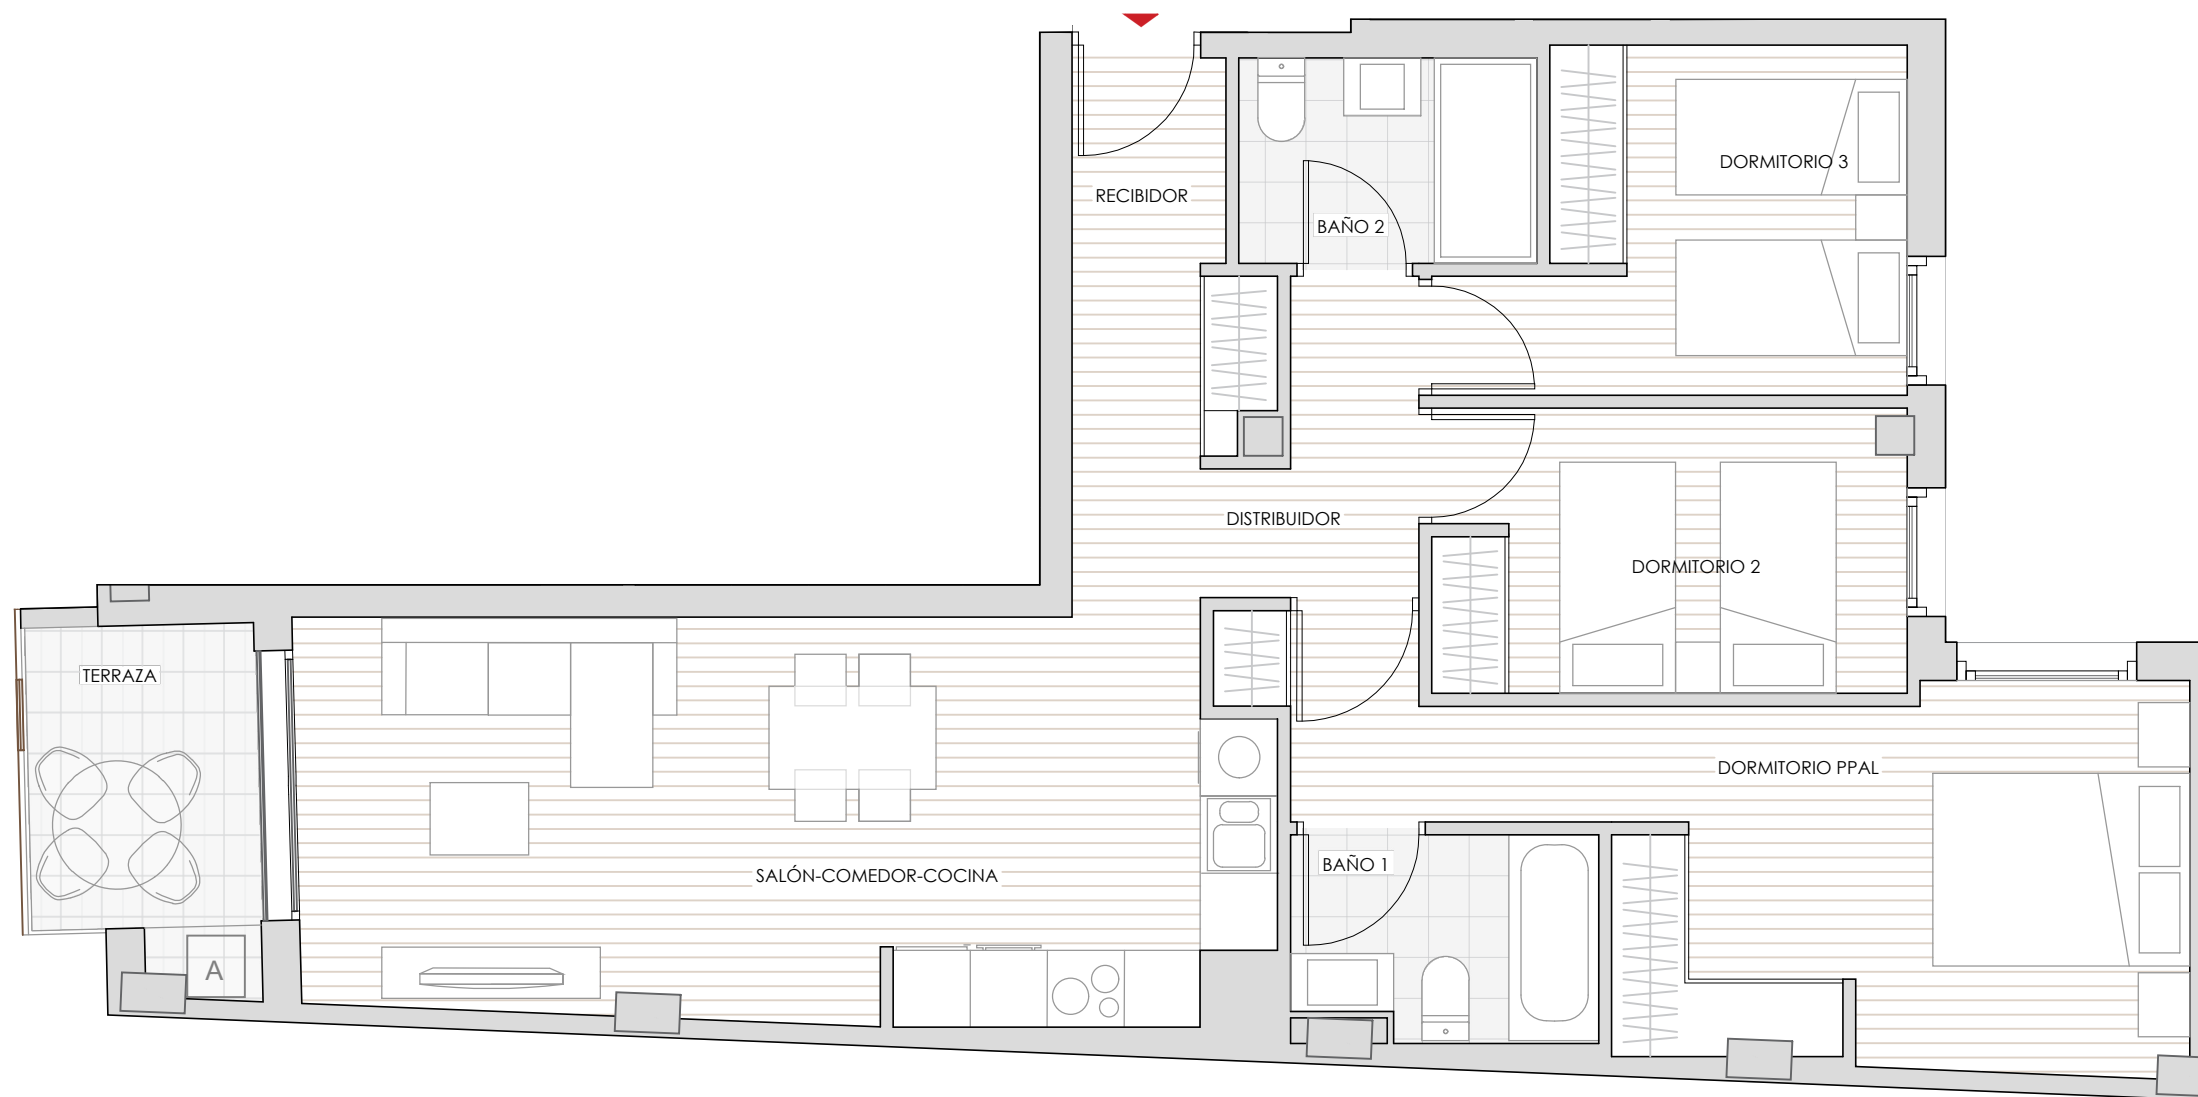 DORMITORIO 3
RECIBIDOR
BAÑO 2
DISTRIBUIDOR
DORMITORIO 2
TERRAZA
DORMITORIO PPAL
BAÑO 1
SALÓN-COMEDOR-COCINA
A